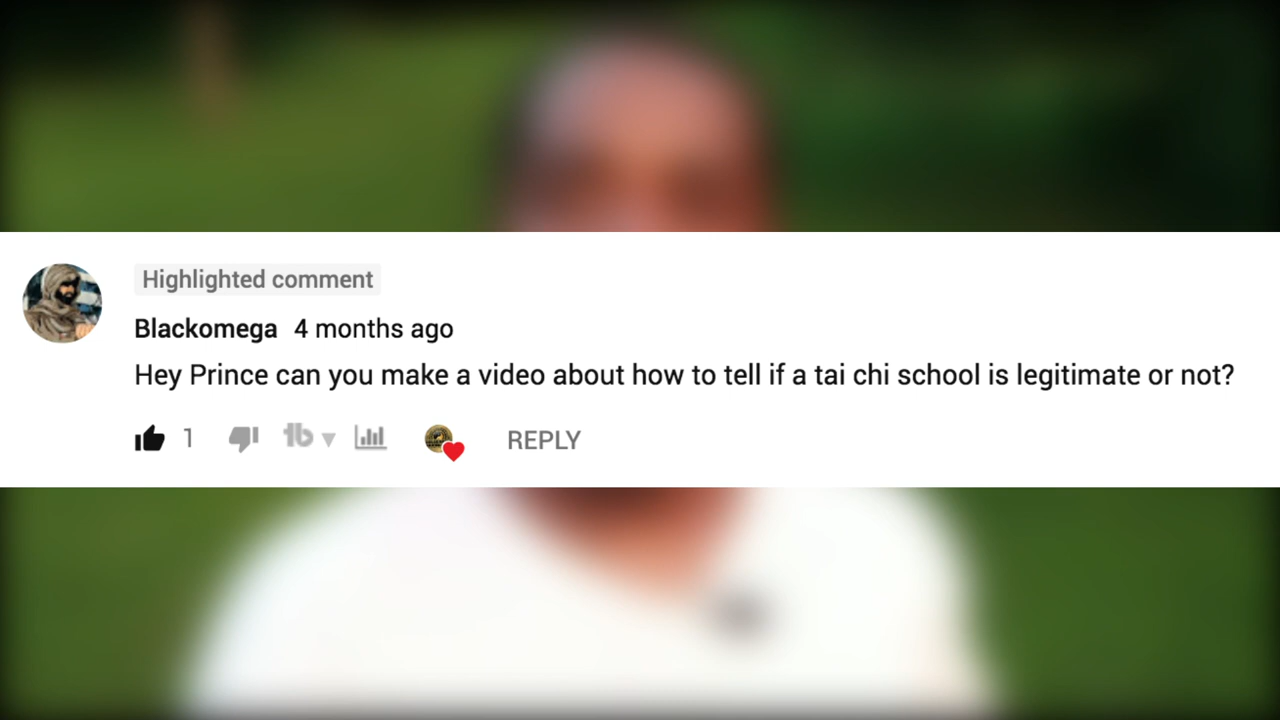 Highlighted comment
Blackomega 4 months ago
Hey Prince can you make a video about how to tell if a tai chi school is legitimate or not?
1 tb REPLY